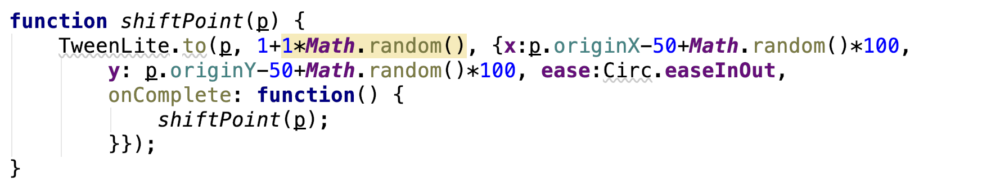 function shiftPoint(p) {
    TweenLite.to(p, 1+1*Math.random(), {x:p.originX-50+Math.random()*100,
        y: p.originY-50+Math.random()*100, ease:Circ.easeInOut,
        onComplete: function() {
            shiftPoint(p);
        }});
}